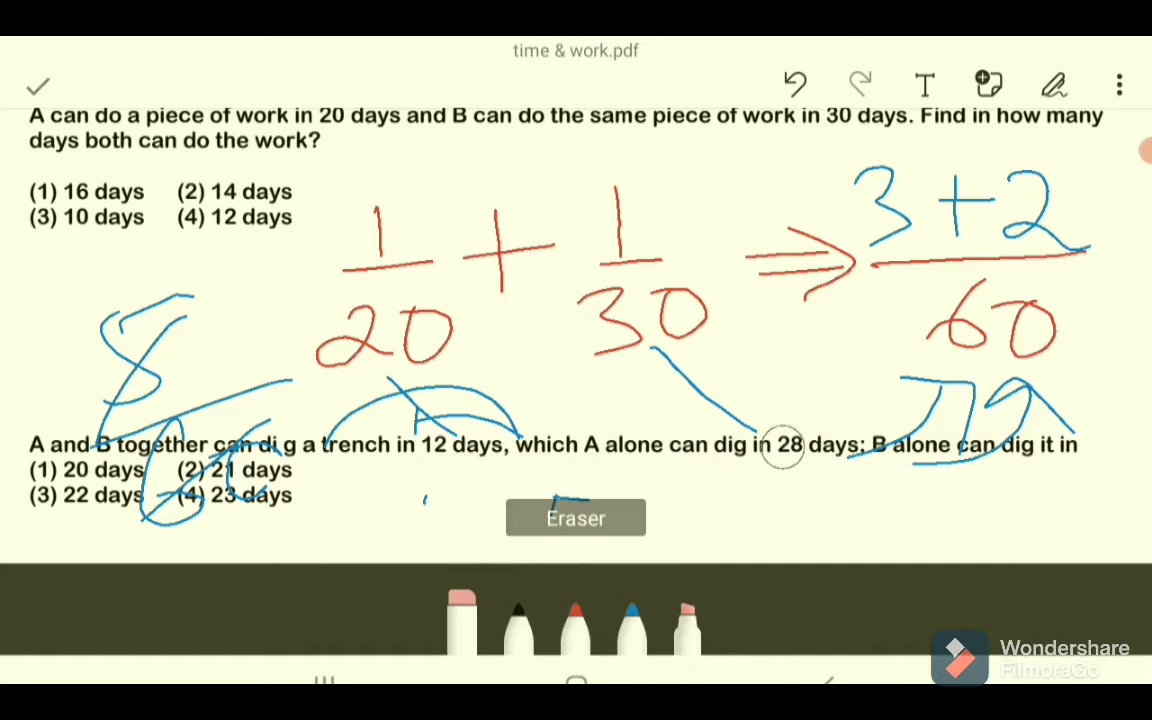 time & work.pdf
A can do a piece of work in 20 days and B can do the same piece of work in 30 days. Find in how many
days both can do the work?
(1) 16 days (2) 14 days
(3) 10 days (4) 12 days
1/20 + 1/30 ⇒ 3+2/60
8
A and B together can di g a trench in 12 days, which A alone can dig in 28 days; B alone can dig it in
(1) 20 days (2) 21 days
(3) 22 days (4) 23 days
Eraser
Wondershare
FilmoraGo